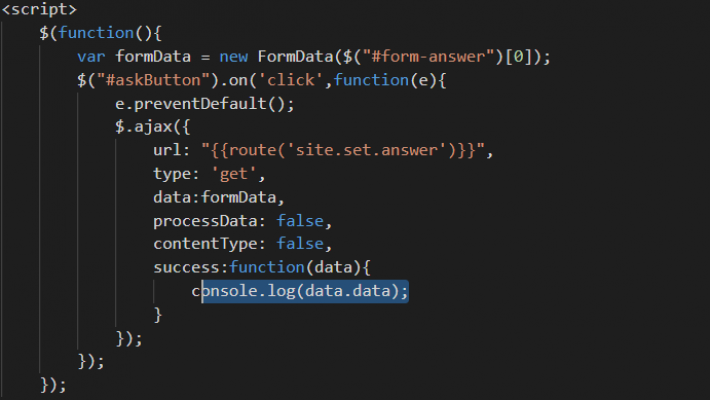 <script>
$(function(){
var formData = new FormData($("#form-answer")[0]);
$("#askButton").on('click',function(e){
e.preventDefault();
$.ajax({
url: "{{route('site.set.answer')}}",
type: 'get',
data:formData,
processData: false,
contentType: false,
success:function(data){
console.log(data.data);
}
});
});
});